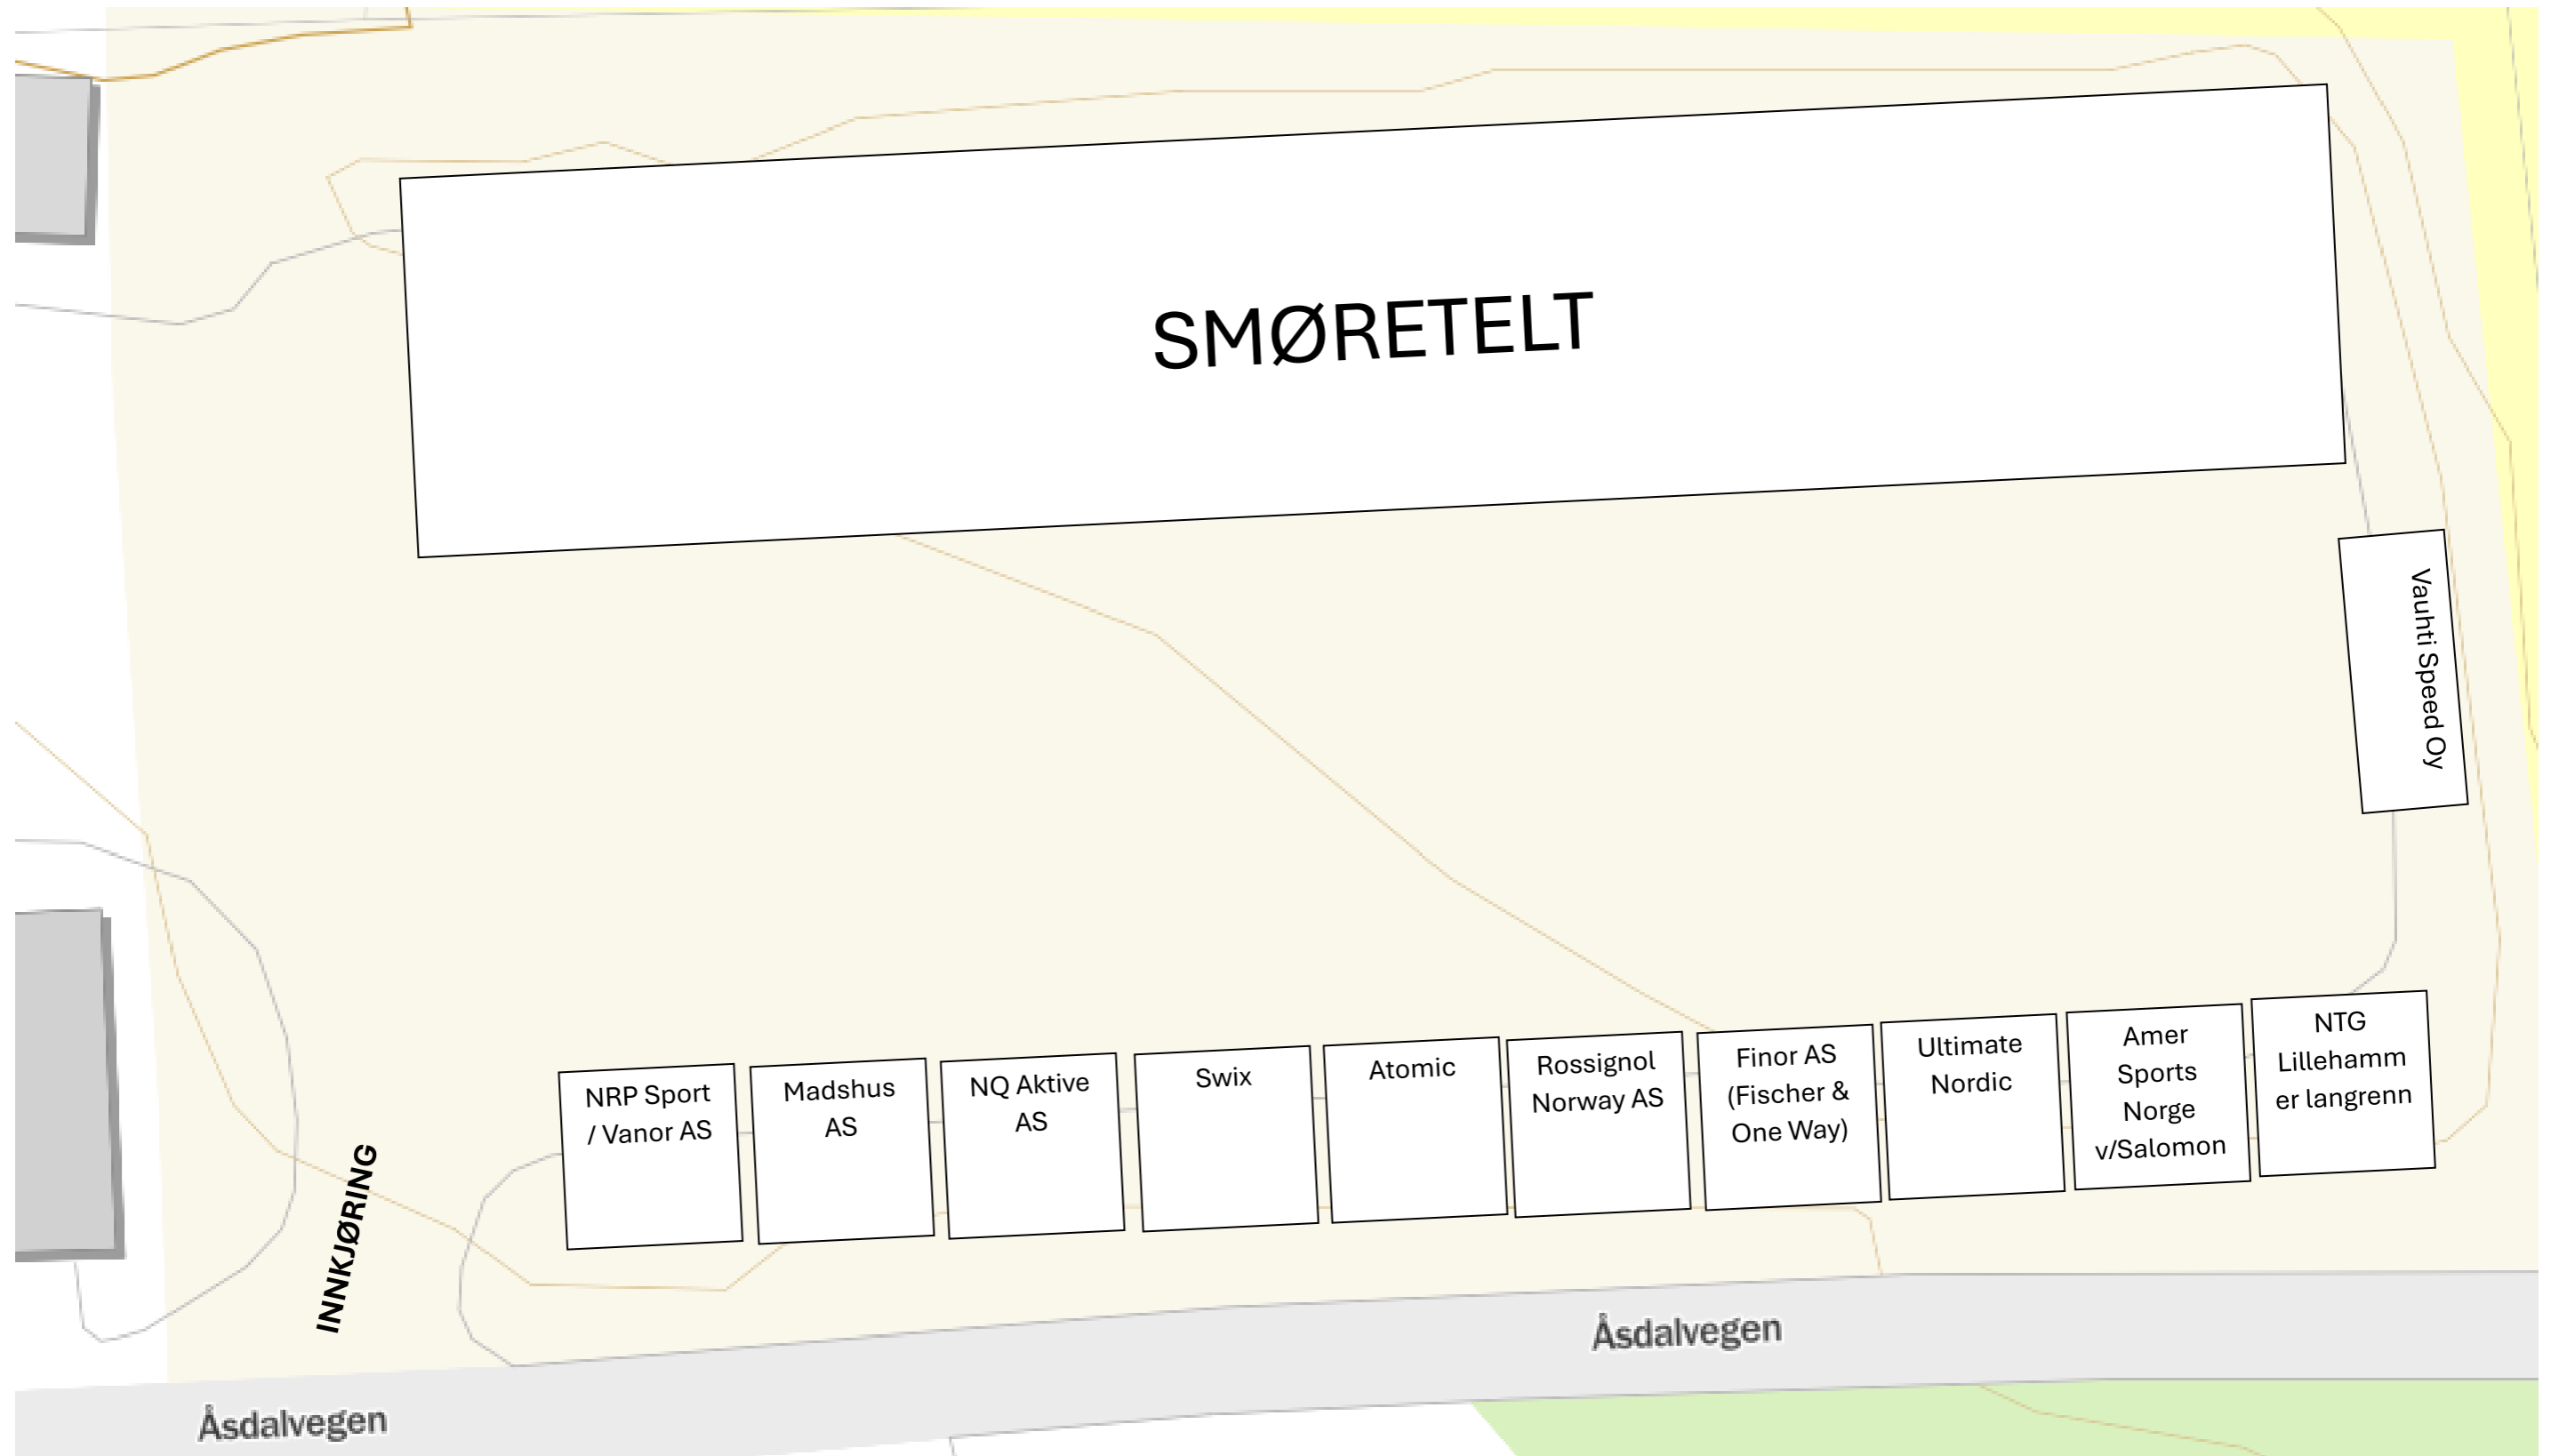 SMØRETELT
Vauhti Speed Oy
NRP Sport
/ Vanor AS
Madshus
AS
NQ Aktive
AS
Swix
Atomic
Rossignol
Norway AS
Finor AS
(Fischer &
One Way)
Ultimate
Nordic
Amer
Sports
Norge
v/Salomon
NTG
Lillehamm
er langrenn
INNKJØRING
Åsdalvegen
Åsdalvegen